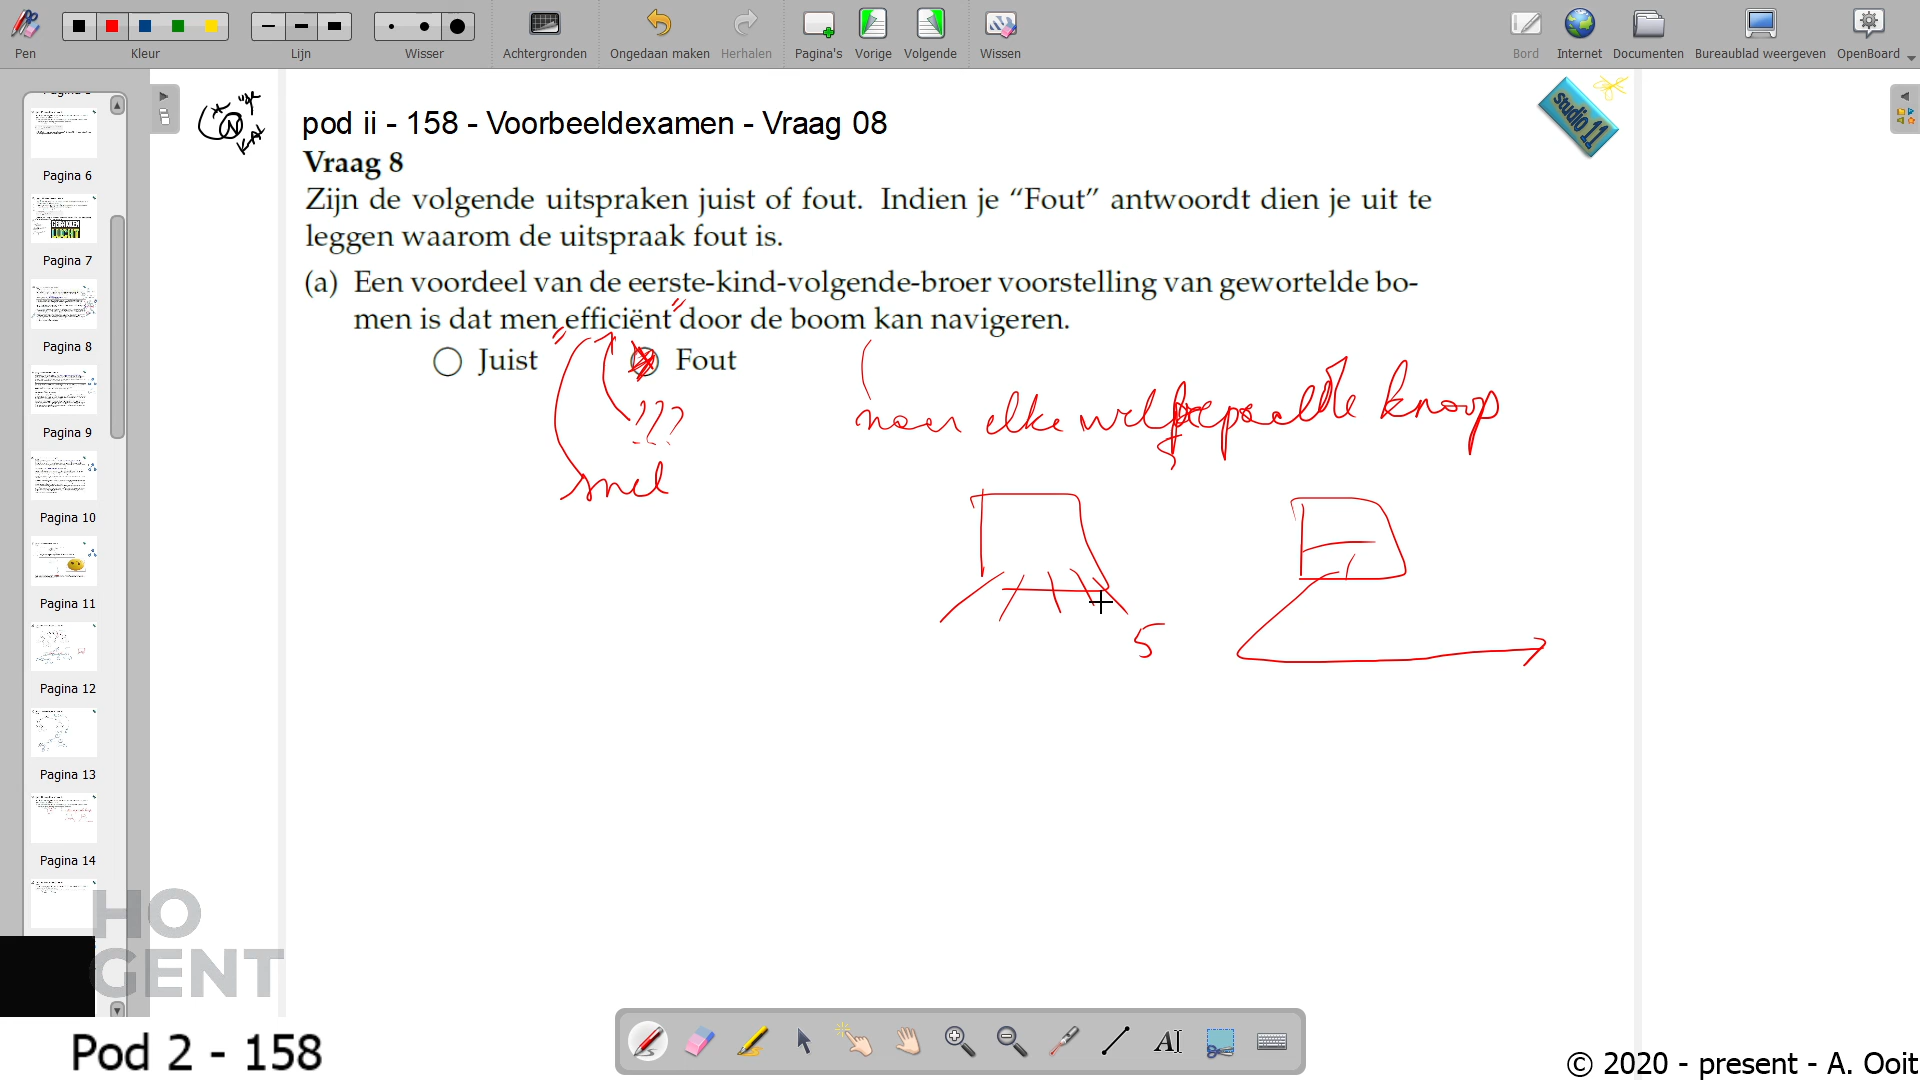 Pen
Kleur
Lijn
Wisser
Achtergronden
Ongedaan maken
Herhalen
Pagina's
Vorige
Volgende
Wissen
Bord
Internet
Documenten
Bureaublad weergeven
OpenBoard
Pagina 6
Pagina 7
Pagina 8
Pagina 9
Pagina 10
Pagina 11
Pagina 12
Pagina 13
Pagina 14
studio 11
pod ii - 158 - Voorbeeldexamen - Vraag 08
Vraag 8
Zijn de volgende uitspraken juist of fout. Indien je “Fout” antwoordt dien je uit te
leggen waarom de uitspraak fout is.
(a) Een voordeel van de eerste-kind-volgende-broer voorstelling van gewortelde bo-
men is dat men efficiënt door de boom kan navigeren.
Juist
Fout
???
snel
naar elke welbepaalde knoop
5
HO
GENT
Pod 2 - 158
© 2020 - present - A. Ooit